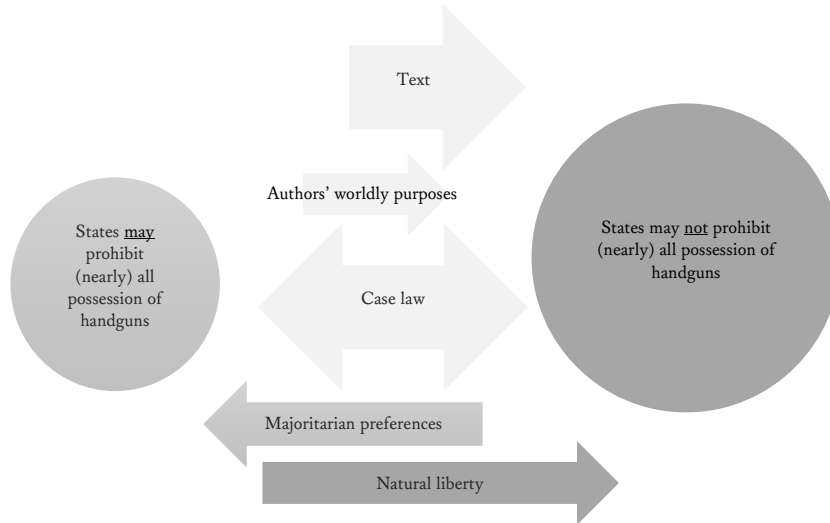 Text
Authors’ worldly purposes
States may
prohibit
(nearly) all
possession of
handguns
States may not prohibit
(nearly) all possession of
handguns
Case law
Majoritarian preferences
Natural liberty